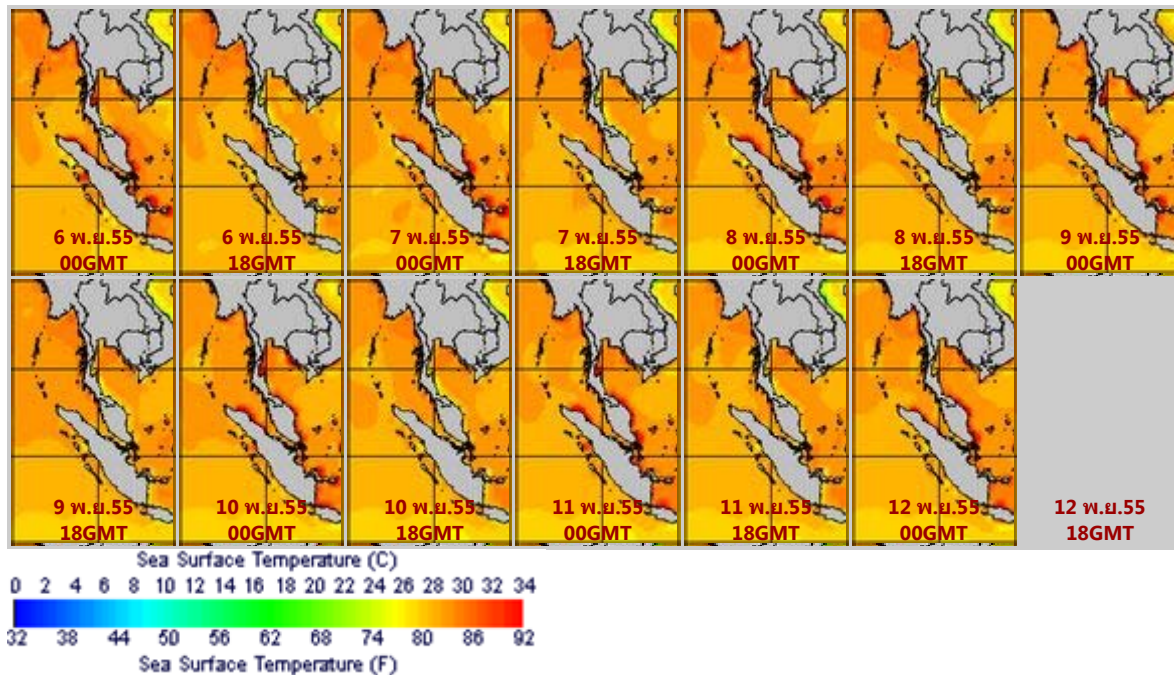 6 พ.ย.55
00GMT
6 พ.ย.55
18GMT
7 พ.ย.55
00GMT
7 พ.ย.55
18GMT
8 พ.ย.55
00GMT
8 พ.ย.55
18GMT
9 พ.ย.55
00GMT
9 พ.ย.55
18GMT
10 พ.ย.55
00GMT
10 พ.ย.55
18GMT
11 พ.ย.55
00GMT
11 พ.ย.55
18GMT
12 พ.ย.55
00GMT
12 พ.ย.55
18GMT
Sea Surface Temperature (C)
0 2 4 6 8 10 12 14 16 18 20 22 24 26 28 30 32 34
32 38 44 50 56 62 68 74 80 86 92
Sea Surface Temperature (F)